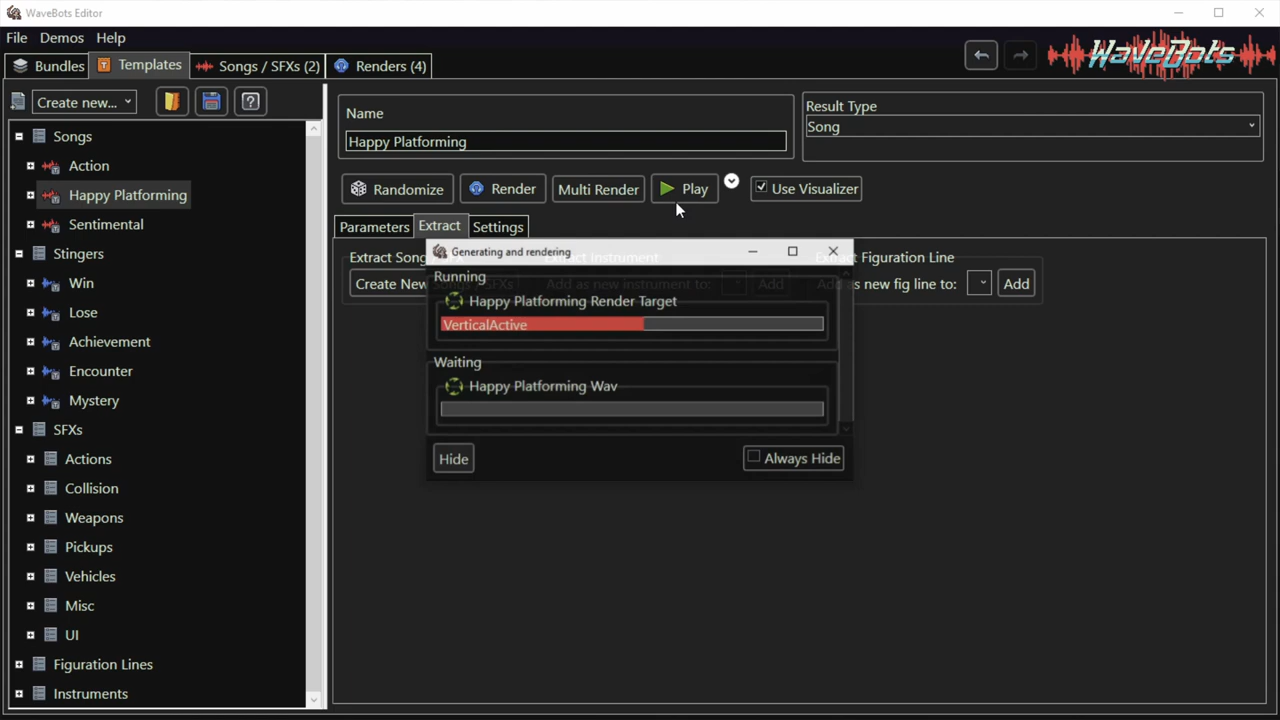 WaveBots Editor
File Demos Help
Bundles Templates Songs / SFXs (2) Renders (4)
WaveBots
Create new...
Songs
Action
Happy Platforming
Sentimental
Stingers
Win
Lose
Achievement
Encounter
Mystery
SFXs
Actions
Collision
Weapons
Pickups
Vehicles
Misc
UI
Figuration Lines
Instruments
Name
Happy Platforming
Result Type
Song
Randomize Render Multi Render Play Use Visualizer
Parameters Extract Settings
Extract Song / SFX Extract Instrument Extract Figuration Line
Create New Songs / SFXs Add as new instrument to: Add Add as new fig line to: Add
Generating and rendering
Running
Happy Platforming Render Target
VerticalActive
Waiting
Happy Platforming Wav
Hide Always Hide